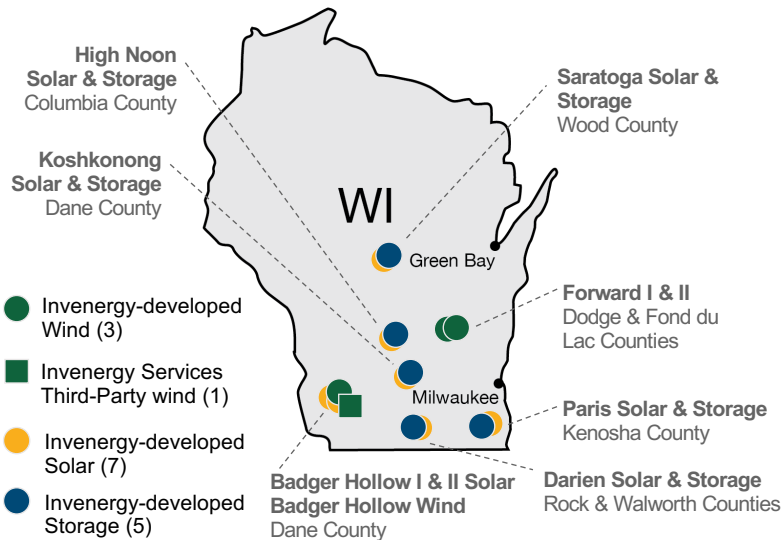 High Noon
Solar & Storage
Columbia County
Saratoga Solar &
Storage
Wood County
Koshkonong
Solar & Storage
Dane County
WI
Green Bay
Invenergy-developed
Wind (3)
Forward I & II
Dodge & Fond du
Lac Counties
Invenergy Services
Third-Party wind (1)
Milwaukee
Paris Solar & Storage
Kenosha County
Invenergy-developed
Solar (7)
Badger Hollow I & II Solar
Badger Hollow Wind
Dane County
Darien Solar & Storage
Rock & Walworth Counties
Invenergy-developed
Storage (5)